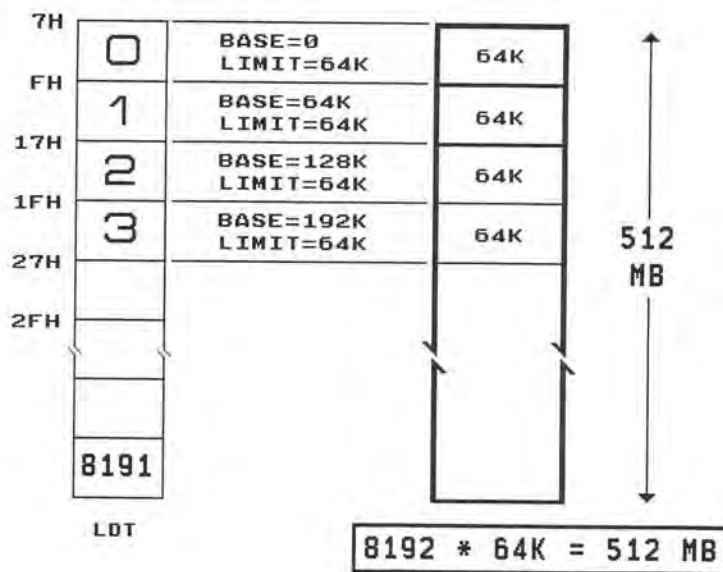 7H
0
BASE=0
LIMIT=64K
64K
FH
1
BASE=64K
LIMIT=64K
64K
17H
2
BASE=128K
LIMIT=64K
64K
1FH
3
BASE=192K
LIMIT=64K
64K
27H
512
MB
2FH
8191
LDT
8192 * 64K = 512 MB